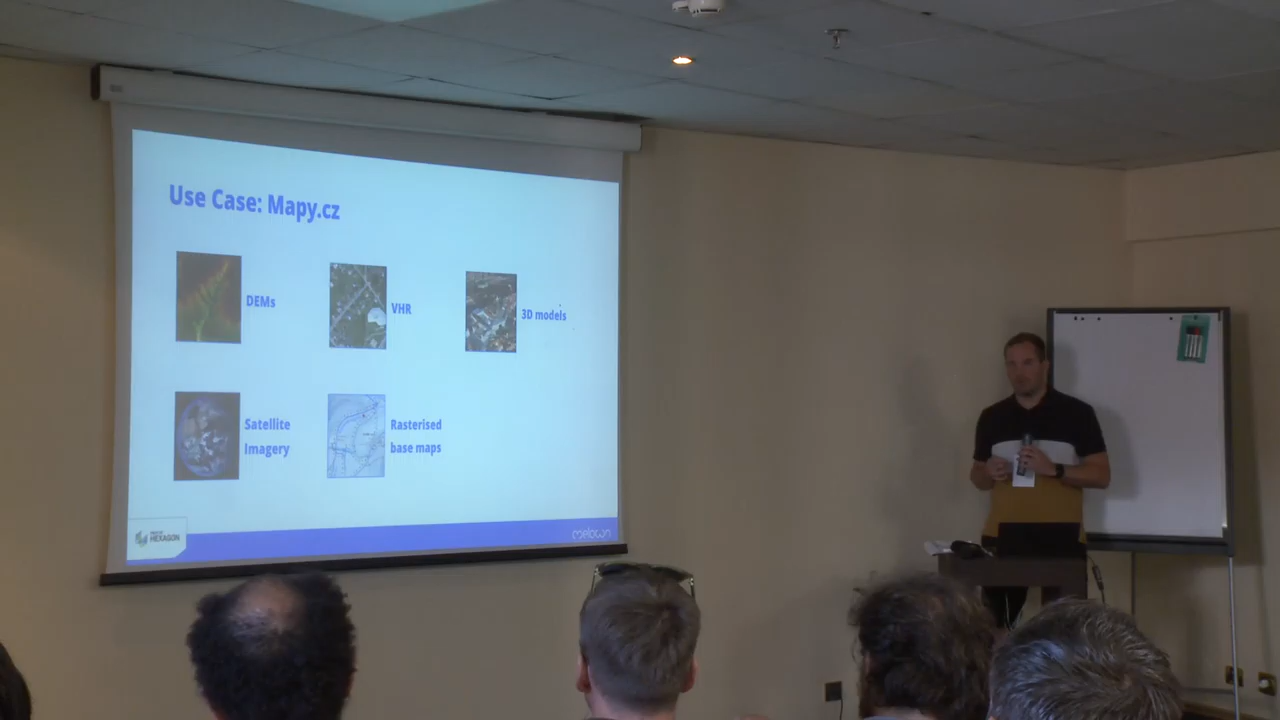 Use Case: Mapy.cz
DEMs
VHR
3D models
Satellite
Imagery
Rasterised
base maps
HEXAGON
melown